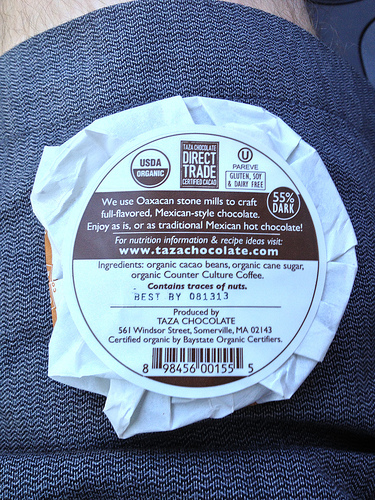 USDA
ORGANIC
TAZA CHOCOLATE
DIRECT
TRADE
CERTIFIED CACAO
U
PAREVE
GLUTEN, SOY
& DAIRY FREE
55%
DARK
We use Oaxacan stone mills to craft
full-flavored, Mexican-style chocolate.
Enjoy as is, or as traditional Mexican hot chocolate!
For nutrition information & recipe ideas visit:
www.tazachocolate.com
Ingredients: organic cacao beans, organic cane sugar,
organic Counter Culture Coffee.
Contains traces of nuts.
BEST BY 081313
Produced by
TAZA CHOCOLATE
561 Windsor Street, Somerville, MA 02143
Certified organic by Baystate Organic Certifiers.
8 98456 00155 5